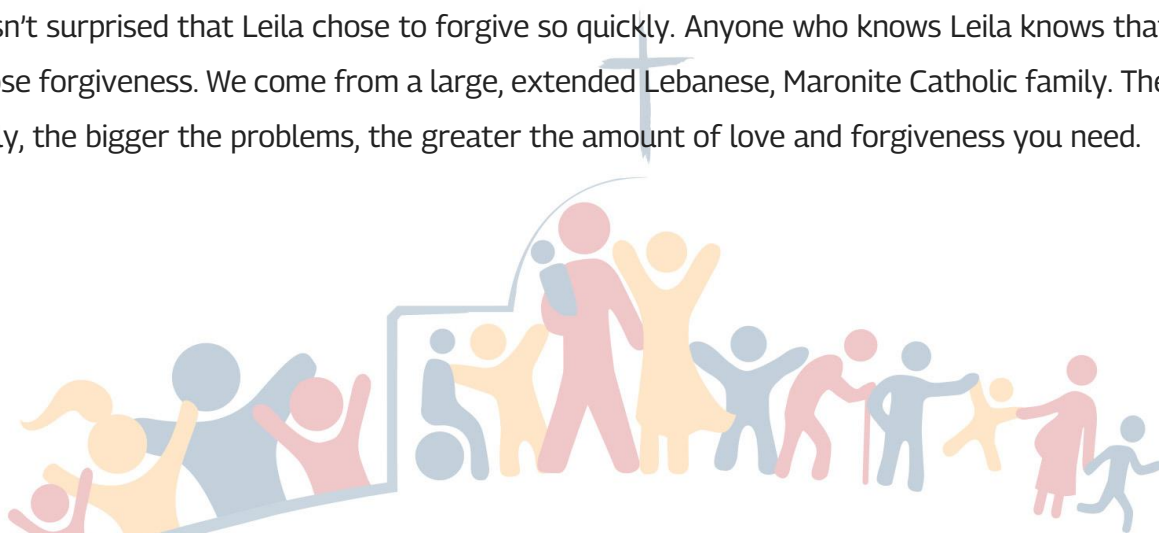 sn't surprised that Leila chose to forgive so quickly. Anyone who knows Leila knows that
se forgiveness. We come from a large, extended Lebanese, Maronite Catholic family. The
ly, the bigger the problems, the greater the amount of love and forgiveness you need.